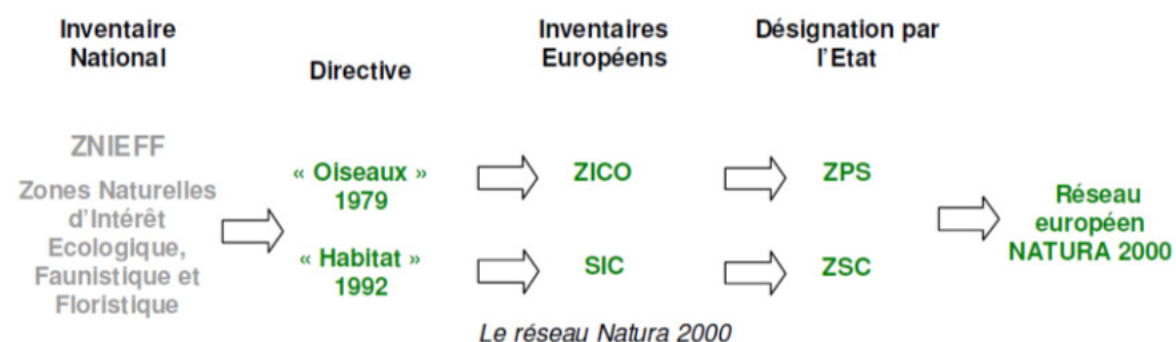 Inventaire
National
Directive
Inventaires
Européens
Désignation par
l'Etat
ZNIEFF
Zones Naturelles
d'Intérêt
Ecologique,
Faunistique et
Floristique
« Oiseaux »
1979
ZICO
ZPS
« Habitat »
1992
SIC
ZSC
Réseau
européen
NATURA 2000
Le réseau Natura 2000